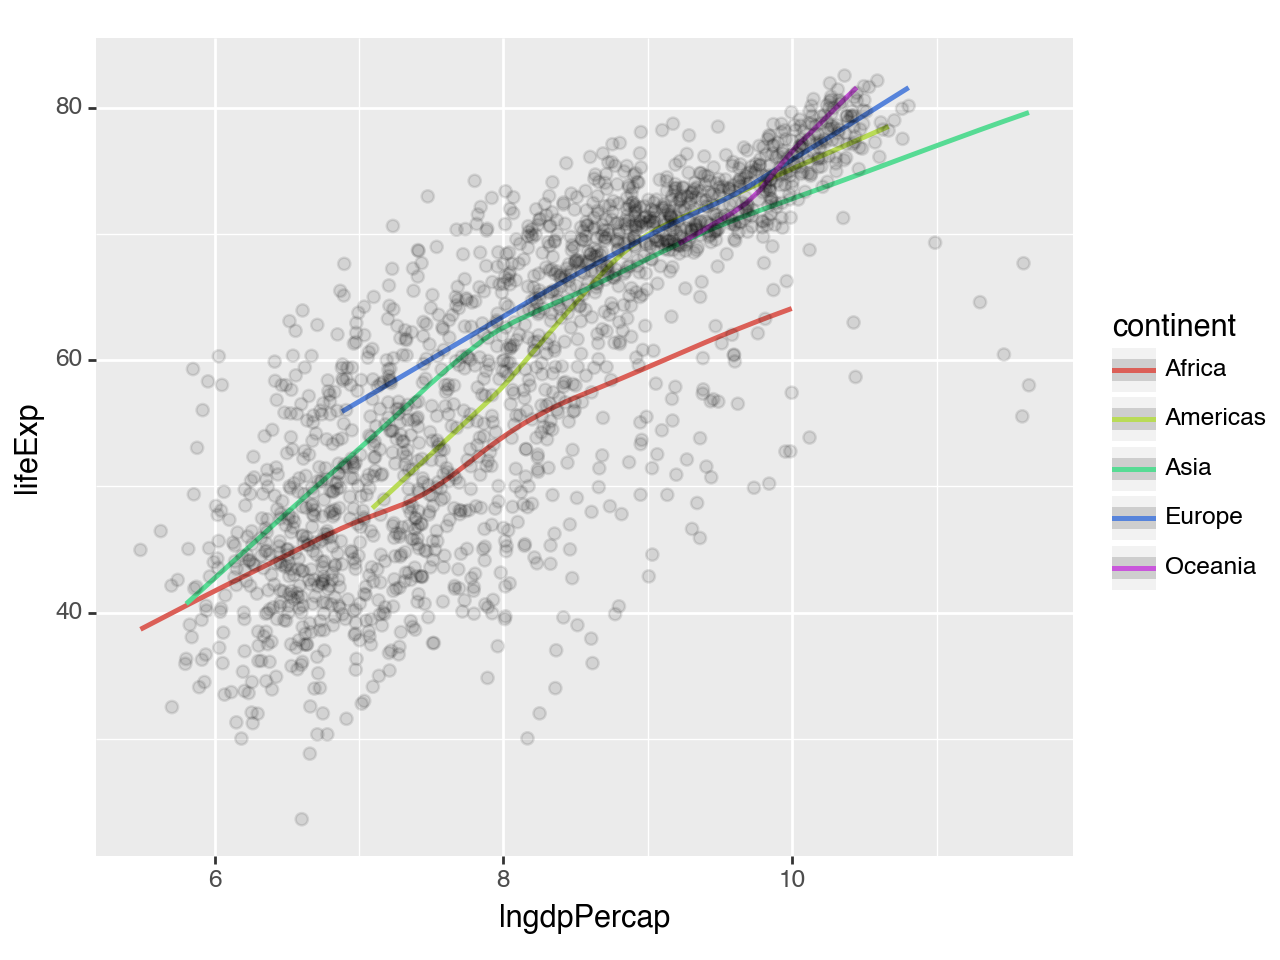 80
60
40
lifeExp
6 8 10
lngdpPercap
continent
Africa
Americas
Asia
Europe
Oceania